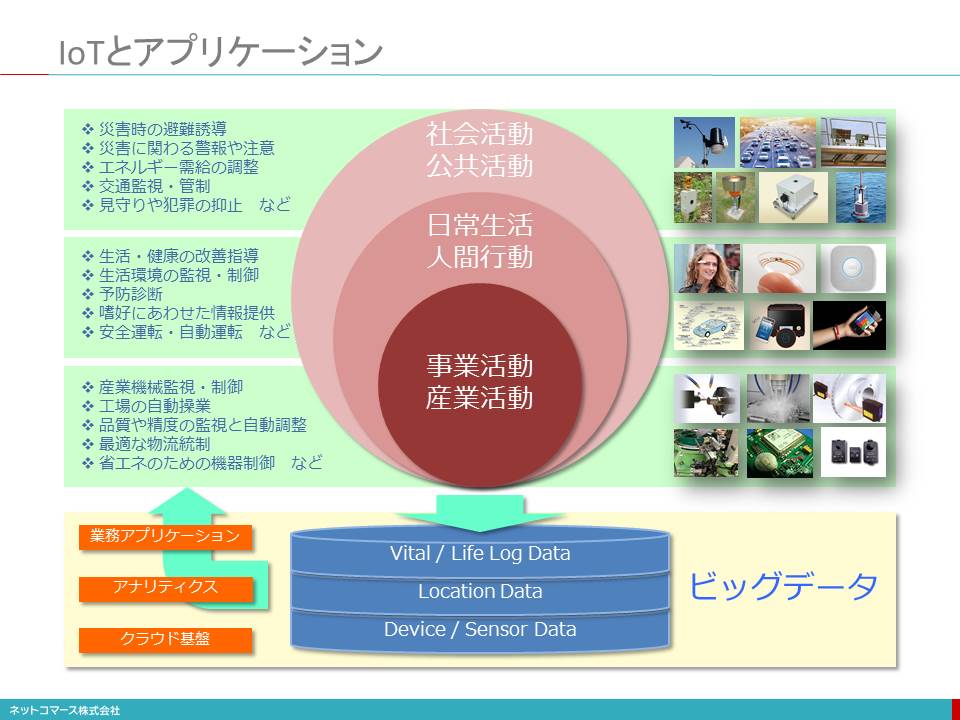 IoTとアプリケーション
❖ 災害時の避難誘導
❖ 災害に関わる警報や注意
❖ エネルギー需給の調整
❖ 交通監視・管制
❖ 見守りや犯罪の抑止　など
社会活動
公共活動
❖ 生活・健康の改善指導
❖ 生活環境の監視・制御
❖ 予防診断
❖ 嗜好にあわせた情報提供
❖ 安全運転・自動運転　など
日常生活
人間行動
❖ 産業機械監視・制御
❖ 工場の自動操業
❖ 品質や精度の監視と自動調整
❖ 最適な物流統制
❖ 省エネのための機器制御　など
事業活動
産業活動
業務アプリケーション
アナリティクス
クラウド基盤
Vital / Life Log Data
Location Data
Device / Sensor Data
ビッグデータ
ネットコマース株式会社